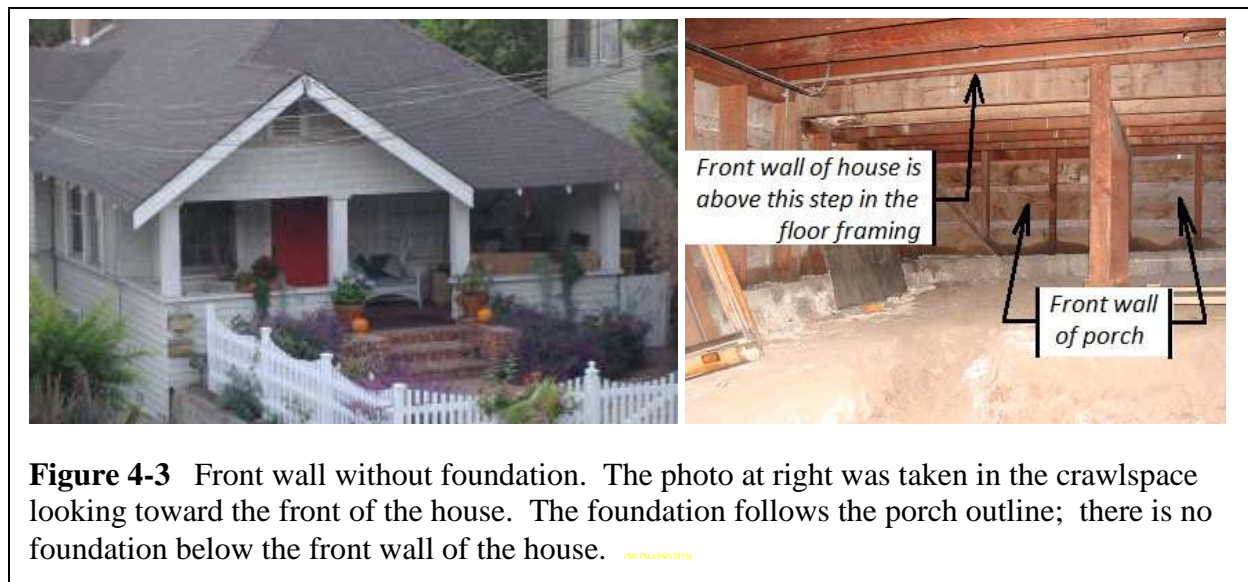 Front wall of house is
above this step in the
floor framing
Front wall
of porch
Figure 4-3 Front wall without foundation. The photo at right was taken in the crawlspace
looking toward the front of the house. The foundation follows the porch outline; there is no
foundation below the front wall of the house.